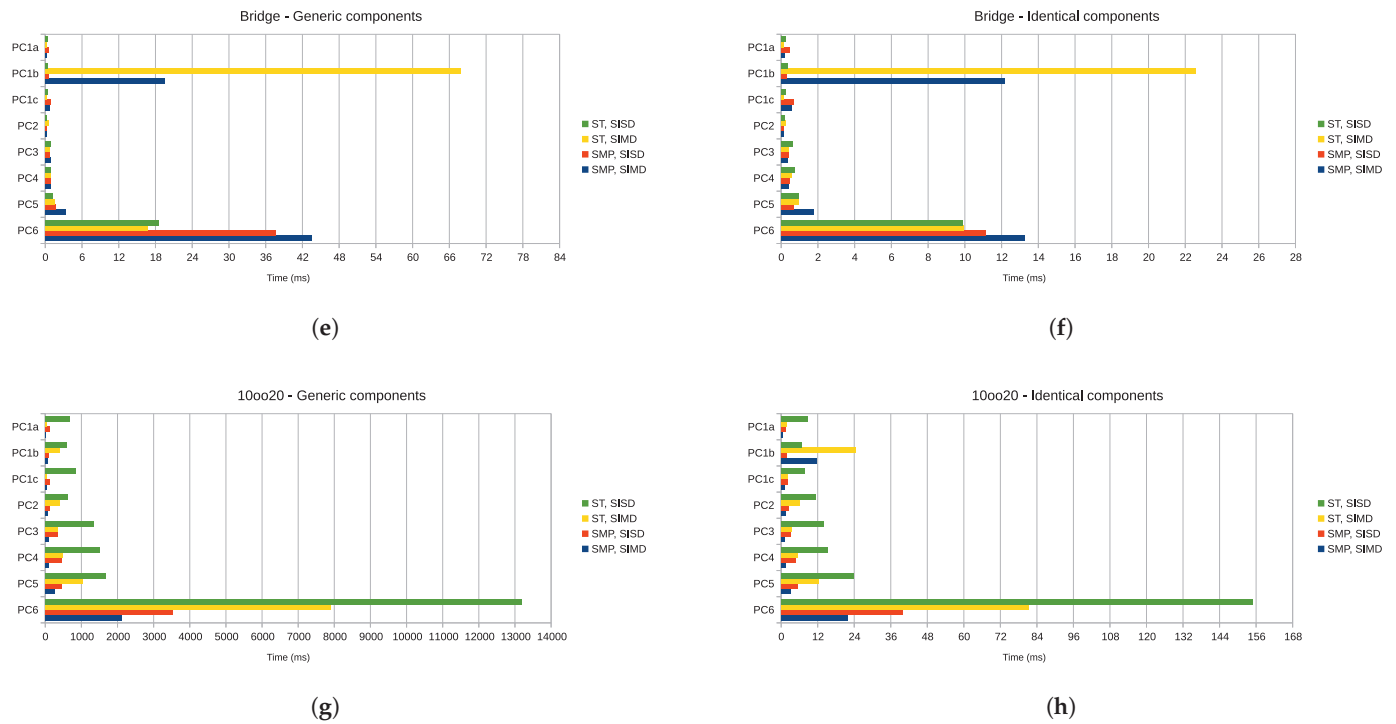 Bridge - Generic components
PC1a
PC1b
PC1c
PC2
PC3
PC4
PC5
PC6
0 6 12 18 24 30 36 42 48 54 60 66 72 78 84
Time (ms)
ST, SISD
ST, SIMD
SMP, SISD
SMP, SIMD
(e)
Bridge - Identical components
PC1a
PC1b
PC1c
PC2
PC3
PC4
PC5
PC6
0 2 4 6 8 10 12 14 16 18 20 22 24 26 28
Time (ms)
ST, SISD
ST, SIMD
SMP, SISD
SMP, SIMD
(f)
10oo20 - Generic components
PC1a
PC1b
PC1c
PC2
PC3
PC4
PC5
PC6
0 1000 2000 3000 4000 5000 6000 7000 8000 9000 10000 11000 12000 13000 14000
Time (ms)
ST, SISD
ST, SIMD
SMP, SISD
SMP, SIMD
(g)
10oo20 - Identical components
PC1a
PC1b
PC1c
PC2
PC3
PC4
PC5
PC6
0 12 24 36 48 60 72 84 96 108 120 132 144 156 168
Time (ms)
ST, SISD
ST, SIMD
SMP, SISD
SMP, SIMD
(h)